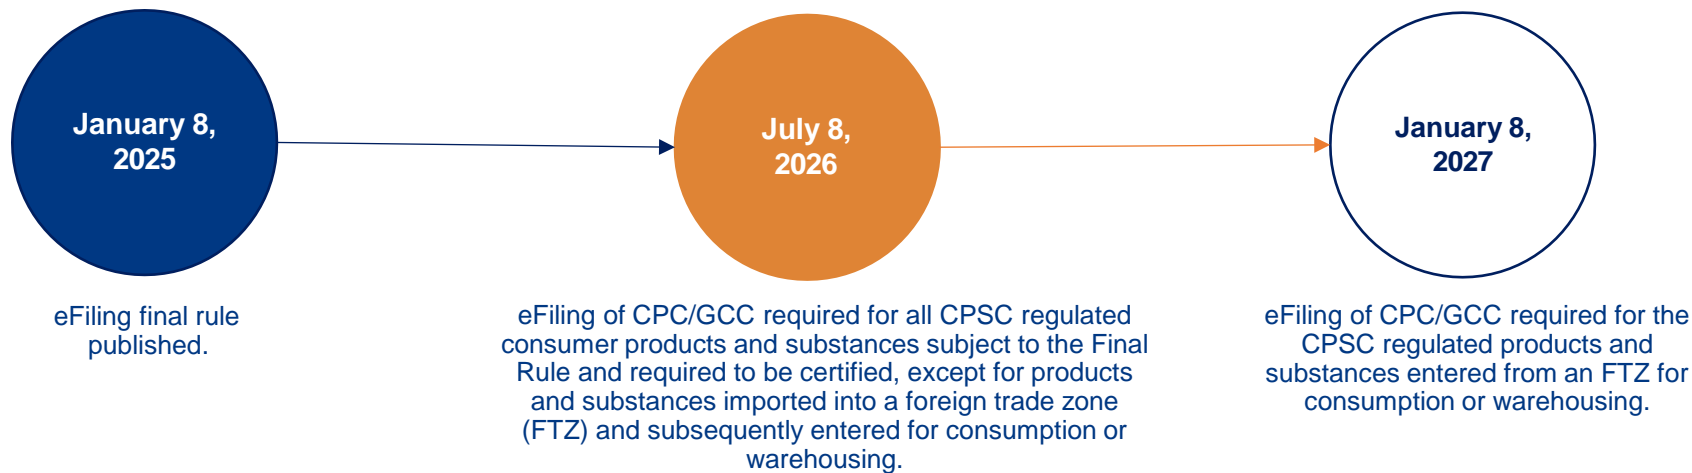 January 8,
2025
July 8,
2026
January 8,
2027
eFiling final rule
published.
eFiling of CPC/GCC required for all CPSC regulated
consumer products and substances subject to the Final
Rule and required to be certified, except for products
and substances imported into a foreign trade zone
(FTZ) and subsequently entered for consumption or
warehousing.
eFiling of CPC/GCC required for the
CPSC regulated products and
substances entered from an FTZ for
consumption or warehousing.